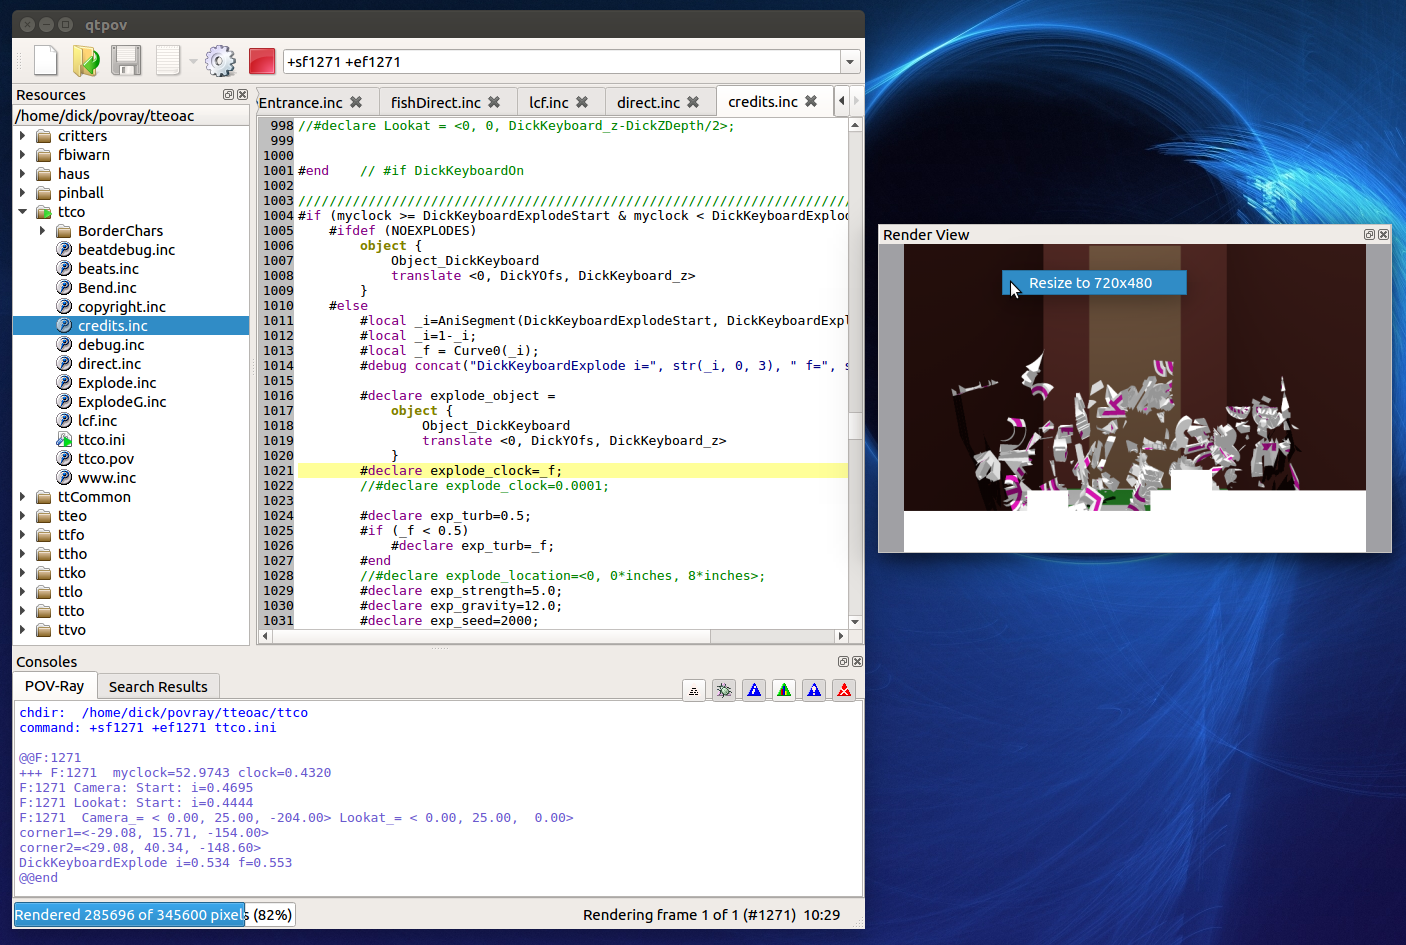 qtpov
+sf1271 +ef1271
Resources
/home/dick/povray/tteoac
critters
fbiwarn
haus
pinball
ttco
BorderChars
beatdebug.inc
beats.inc
Bend.inc
copyright.inc
credits.inc
debug.inc
direct.inc
Explode.inc
ExplodeG.inc
lcf.inc
ttco.ini
ttco.pov
www.inc
ttCommon
tteo
ttfo
ttho
ttko
ttlo
ttto
ttvo
Entrance.inc fishDirect.inc lcf.inc direct.inc credits.inc
998 //#declare Lookat = <0, 0, DickKeyboard_z-DickZDepth/2>;
999
1000
1001 #end    // #if DickKeyboardOn
1002
1003 ///////////////////////////////////////////////////////////////////////
1004 #if (myclock >= DickKeyboardExplodeStart & myclock < DickKeyboardExplod
1005     #ifdef (NOEXPLODES)
1006         object {
1007             Object_DickKeyboard
1008             translate <0, DickYOfs, DickKeyboard_z>
1009         }
1010     #else
1011         #local _i=AniSegment(DickKeyboardExplodeStart, DickKeyboardExpl
1012         #local _i=1-_i;
1013         #local _f = Curve0(_i);
1014         #debug concat("DickKeyboardExplode i=", str(_i, 0, 3), " f=", s
1015
1016         #declare explode_object =
1017             object {
1018                 Object_DickKeyboard
1019                 translate <0, DickYOfs, DickKeyboard_z>
1020             }
1021         #declare explode_clock=_f;
1022         //#declare explode_clock=0.0001;
1023
1024         #declare exp_turb=0.5;
1025         #if (_f < 0.5)
1026             #declare exp_turb=_f;
1027         #end
1028         //#declare explode_location=<0, 0*inches, 8*inches>;
1029         #declare exp_strength=5.0;
1030         #declare exp_gravity=12.0;
1031         #declare exp_seed=2000;
Render View
Resize to 720x480
Consoles
POV-Ray Search Results
chdir:  /home/dick/povray/tteoac/ttco
command: +sf1271 +ef1271 ttco.ini
@@F:1271
+++ F:1271  myclock=52.9743 clock=0.4320
F:1271 Camera: Start: i=0.4695
F:1271 Lookat: Start: i=0.4444
F:1271  Camera_= < 0.00, 25.00, -204.00> Lookat_= < 0.00, 25.00,  0.00>
corner1=<-29.08, 15.71, -154.00>
corner2=<29.08, 40.34, -148.60>
DickKeyboardExplode i=0.534 f=0.553
@@end
Rendered 285696 of 345600 pixels (82%)
Rendering frame 1 of 1 (#1271)  10:29